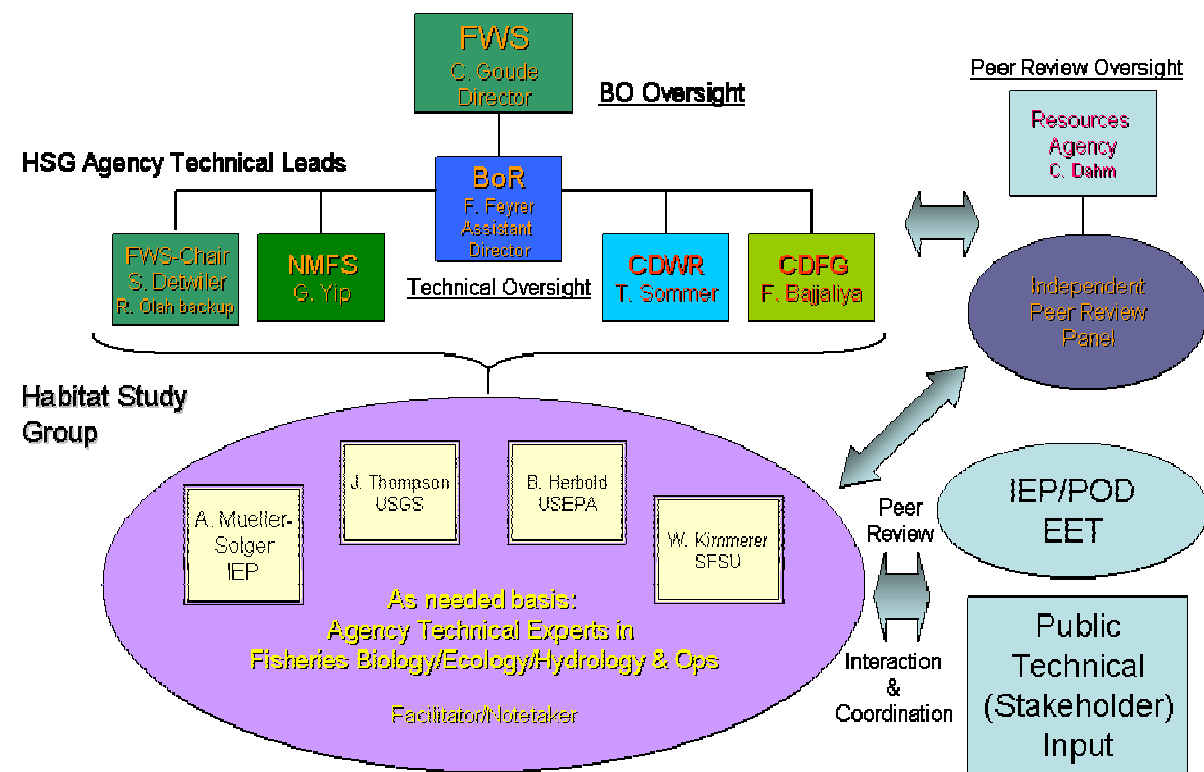 FWS
C. Goude
Director
BO Oversight
Peer Review Oversight
Resources
Agency
C. Dahm
HSG Agency Technical Leads
BoR
F. Feyrer
Assistant
Director
FWS-Chair
S. Detwiler
R. Olah backup
NMFS
G. Yip
Technical Oversight
CDWR
T. Sommer
CDFG
F. Bajjaliya
Independent
Peer Review
Panel
Habitat Study
Group
A. Mueller-
Solger
IEP
J. Thompson
USGS
B. Herbold
USEPA
W. Kimmerer
SFSU
As needed basis:
Agency Technical Experts in
Fisheries Biology/Ecology/Hydrology & Ops
Facilitator/Notetaker
Peer
Review
IEP/POD
EET
Interaction
&
Coordination
Public
Technical
(Stakeholder)
Input